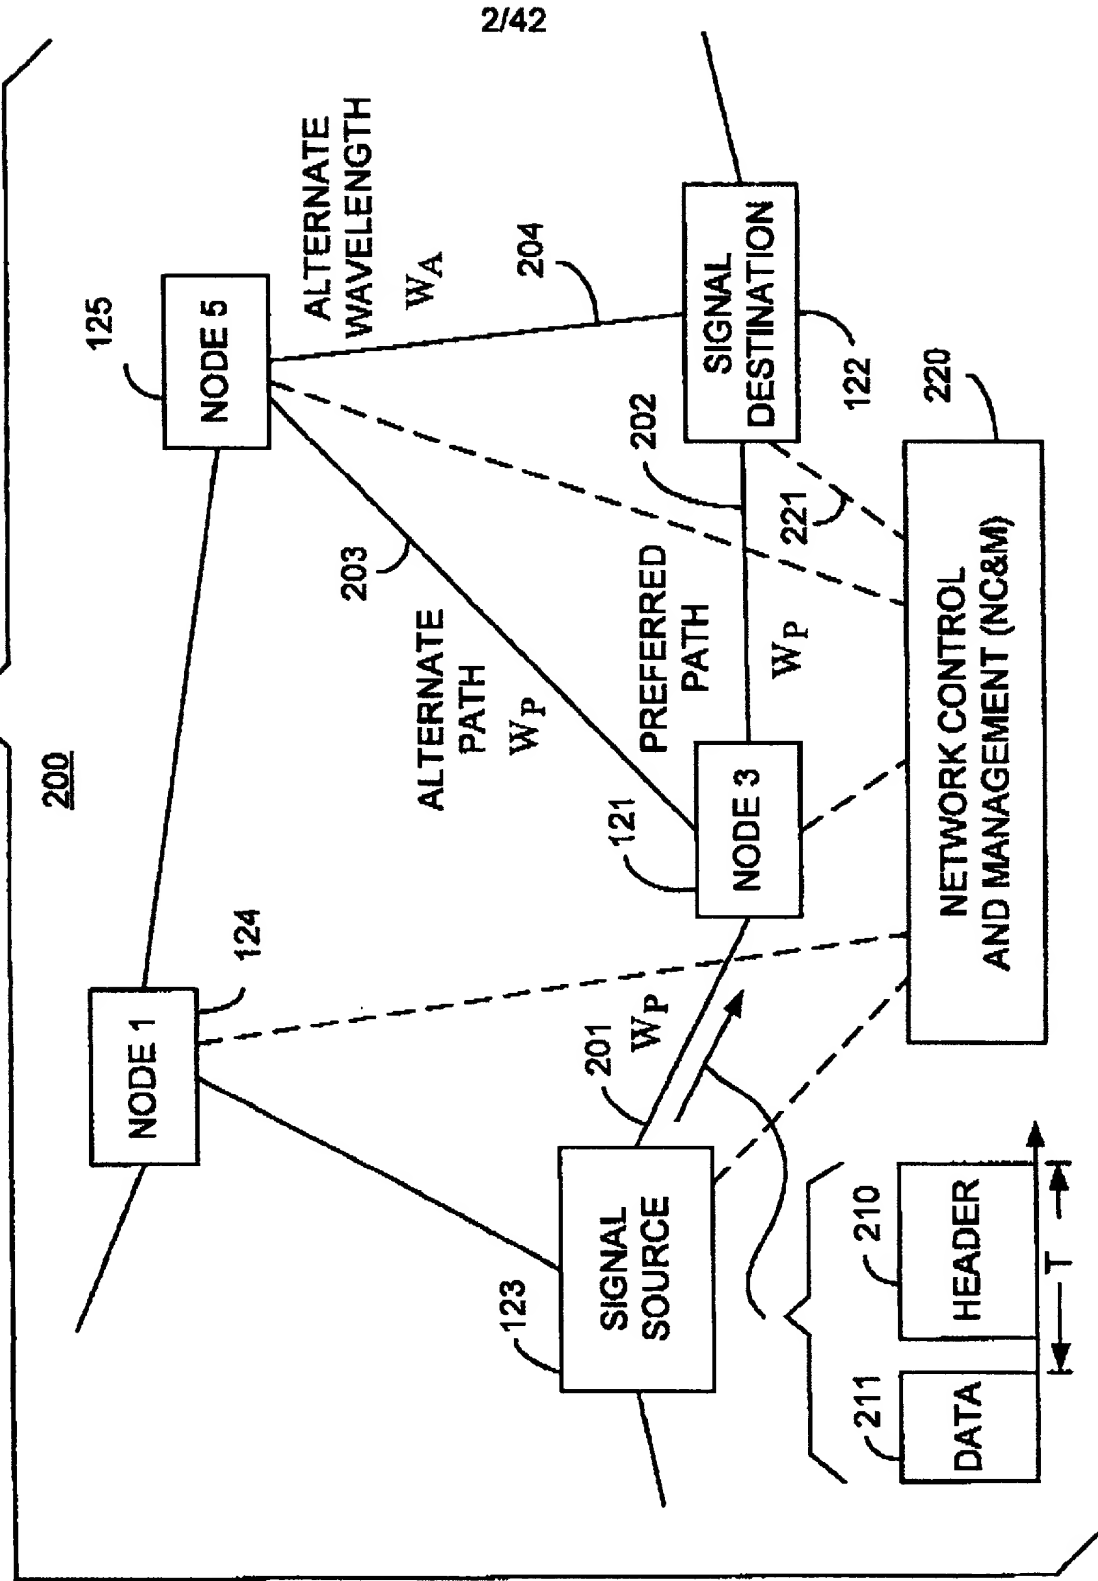 2/42
200
125
NODE 5
ALTERNATE
WAVELENGTH
WA
204
SIGNAL
DESTINATION
122
202
221
203
ALTERNATE
PATH
WP
PREFERRED
PATH
WP
124
NODE 1
121
NODE 3
201
WP
123
SIGNAL
SOURCE
220
NETWORK CONTROL
AND MANAGEMENT (NC&M)
211
DATA
210
HEADER
T